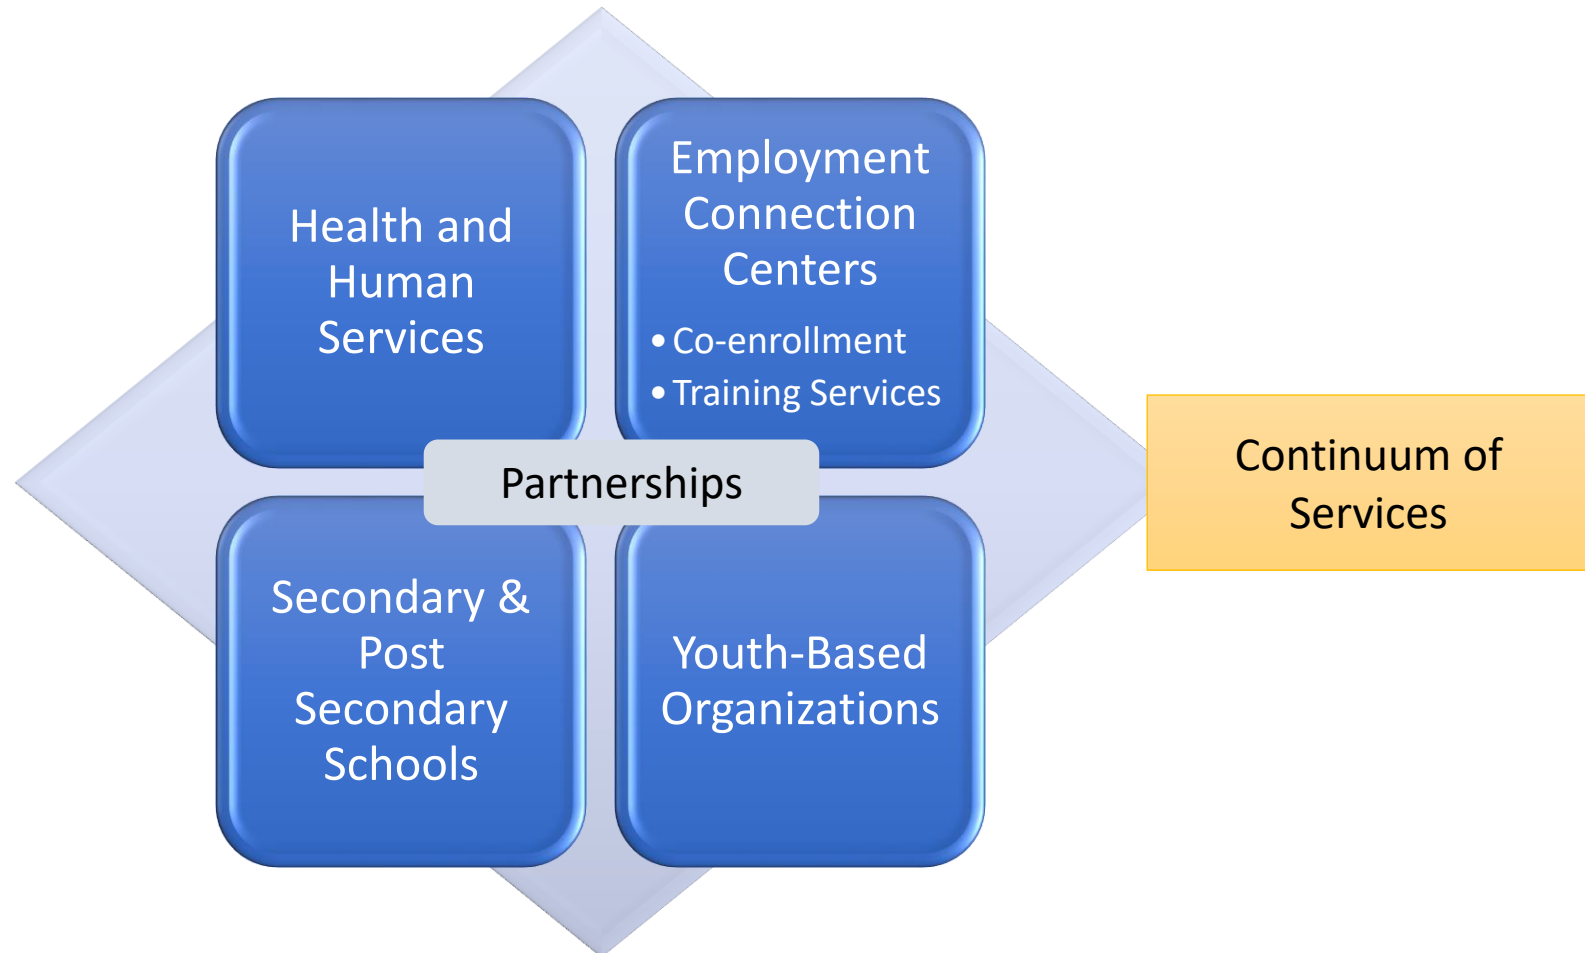 Health and
Human
Services
Employment
Connection
Centers
• Co-enrollment
• Training Services
Partnerships
Secondary &
Post
Secondary
Schools
Youth-Based
Organizations
Continuum of
Services